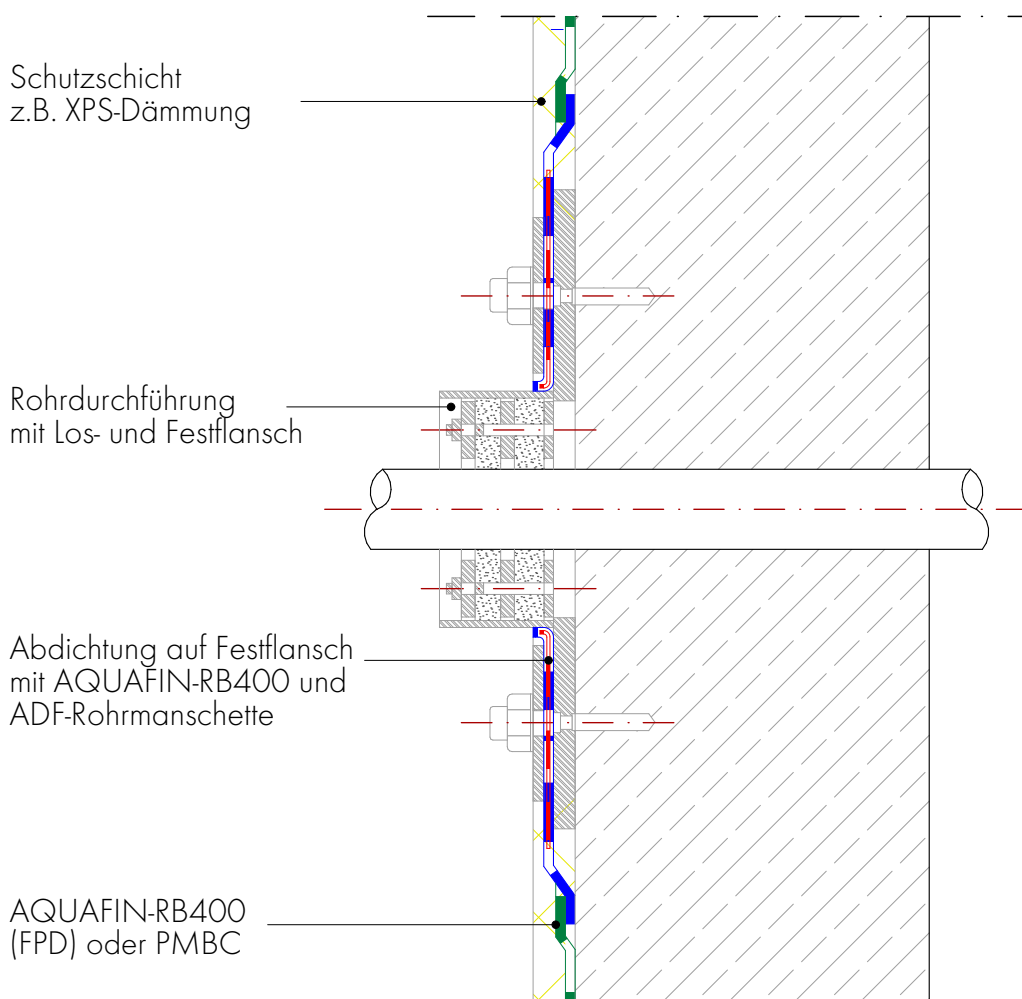 Schutzschicht
z.B. XPS-Dämmung
Rohrdurchführung
mit Los- und Festflansch
Abdichtung auf Festflansch
mit AQUAFIN-RB400 und
ADF-Rohrmanschette
AQUAFIN-RB400
(FPD) oder PMBC